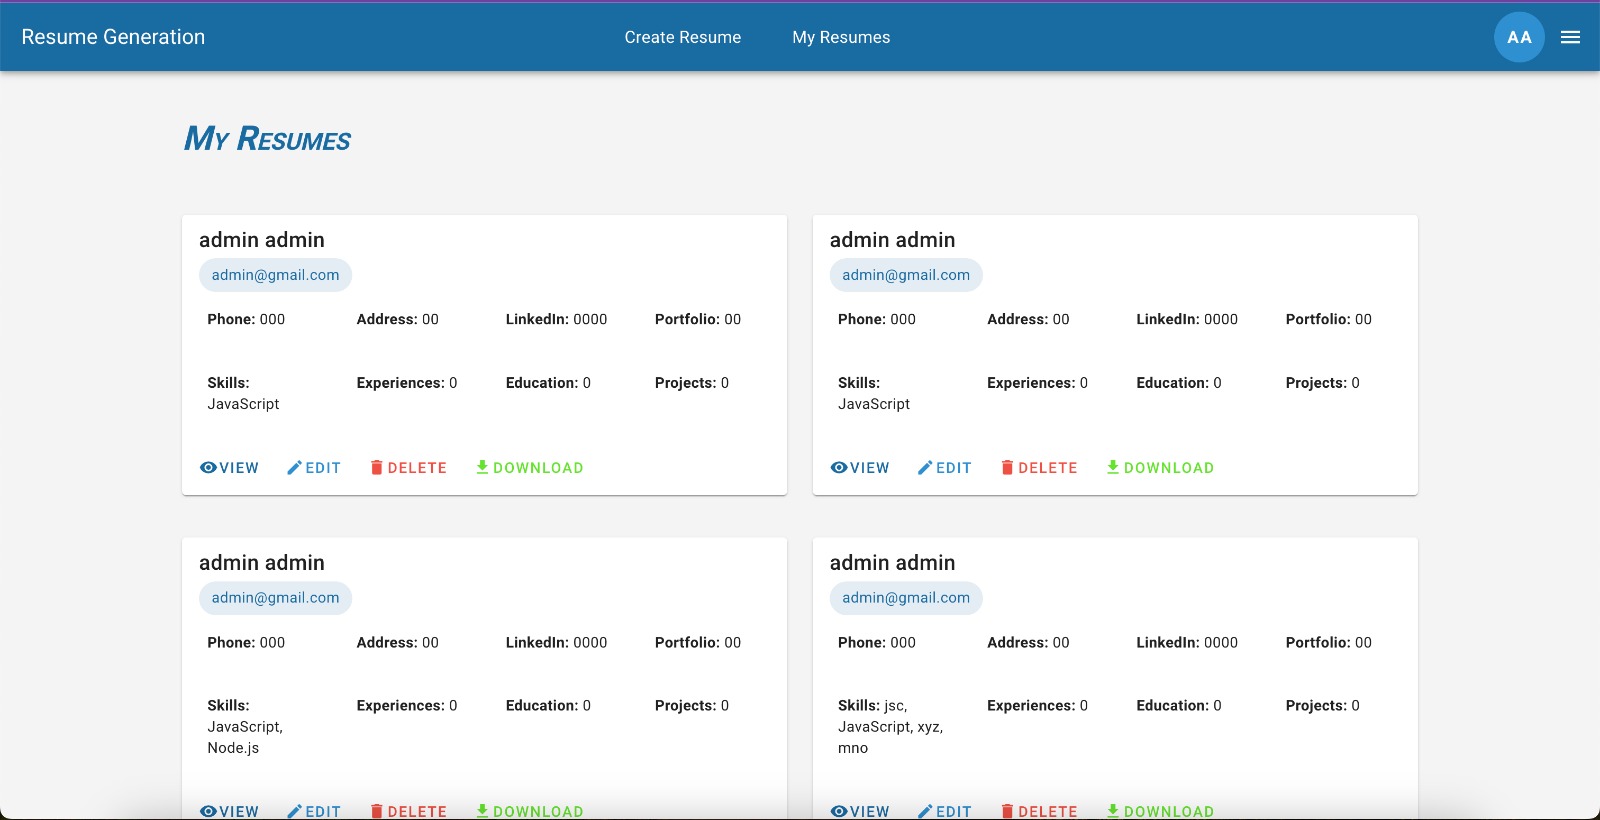 Resume Generation
Create Resume
My Resumes
AA
My Resumes
admin admin
admin@gmail.com
Phone: 000
Address: 00
LinkedIn: 0000
Portfolio: 00
Skills:
JavaScript
Experiences: 0
Education: 0
Projects: 0
VIEW
EDIT
DELETE
DOWNLOAD
admin admin
admin@gmail.com
Phone: 000
Address: 00
LinkedIn: 0000
Portfolio: 00
Skills:
JavaScript
Experiences: 0
Education: 0
Projects: 0
VIEW
EDIT
DELETE
DOWNLOAD
admin admin
admin@gmail.com
Phone: 000
Address: 00
LinkedIn: 0000
Portfolio: 00
Skills:
JavaScript,
Node.js
Experiences: 0
Education: 0
Projects: 0
VIEW
EDIT
DELETE
DOWNLOAD
admin admin
admin@gmail.com
Phone: 000
Address: 00
LinkedIn: 0000
Portfolio: 00
Skills: jsc,
JavaScript, xyz,
mno
Experiences: 0
Education: 0
Projects: 0
VIEW
EDIT
DELETE
DOWNLOAD